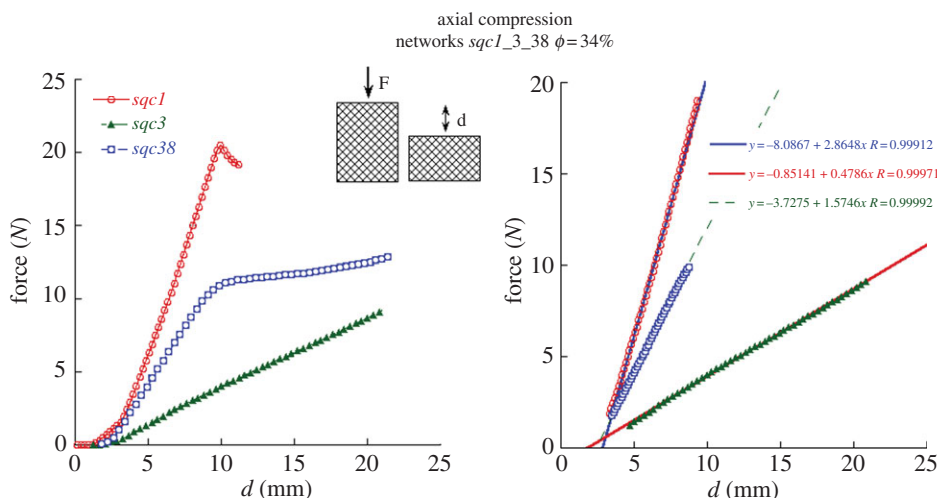 axial compression
networks sqc1_3_38 ϕ = 34%
25
20
15
10
5
0
force (N)
0 5 10 15 20 25
d (mm)
sqc1
sqc3
sqc38
F
d
20
15
10
5
0
force (N)
0 5 10 15 20 25
d (mm)
y = –8.0867 + 2.8648x R = 0.99912
y = –0.85141 + 0.4786x R = 0.99971
y = –3.7275 + 1.5746x R = 0.99992